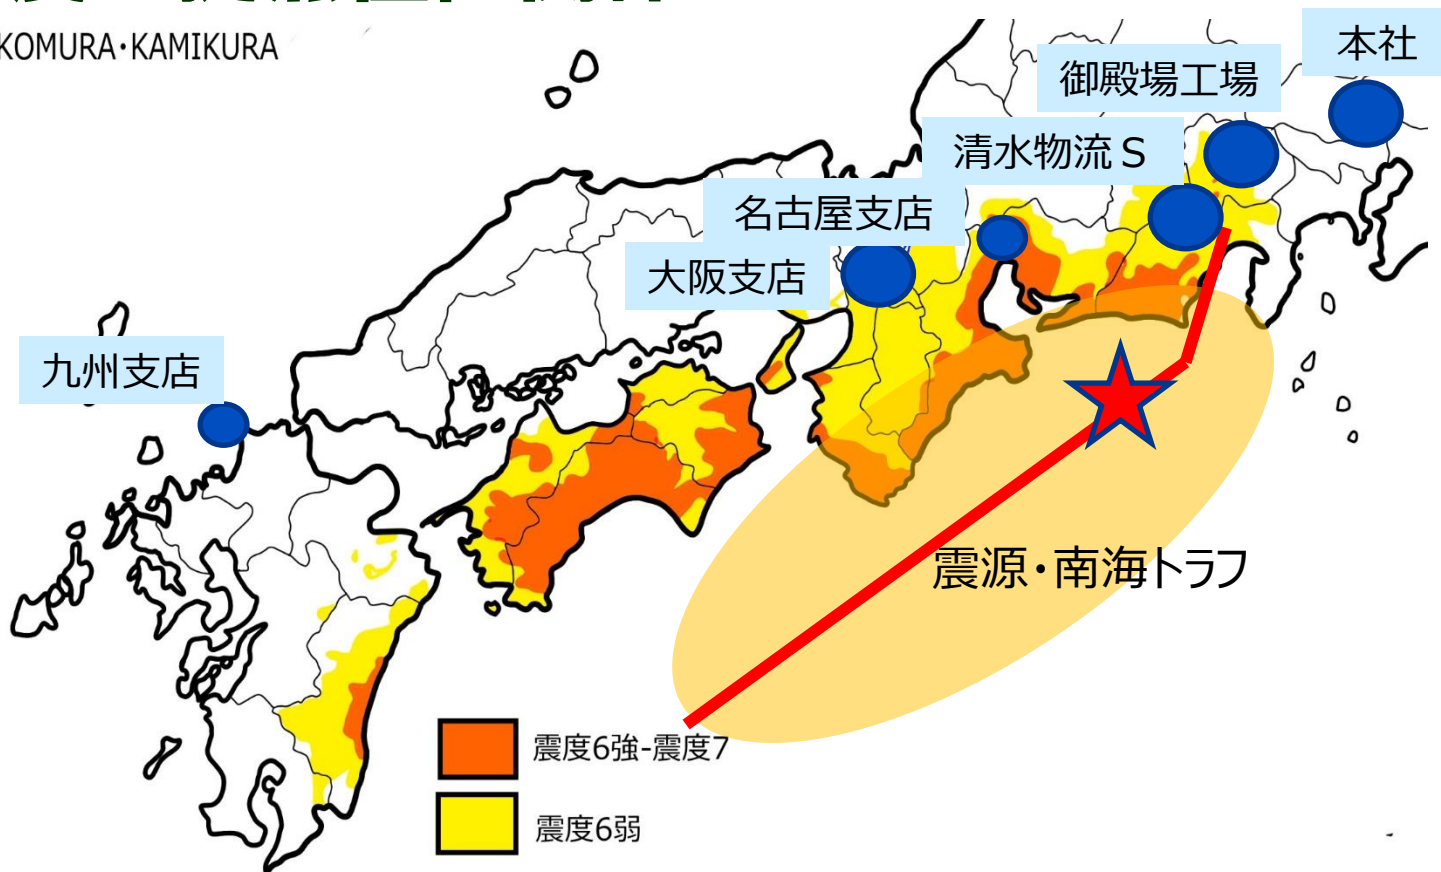 KOMURA・KAMIKURA
本社
御殿場工場
清水物流S
名古屋支店
大阪支店
九州支店
震源・南海トラフ
震度6強-震度7
震度6弱